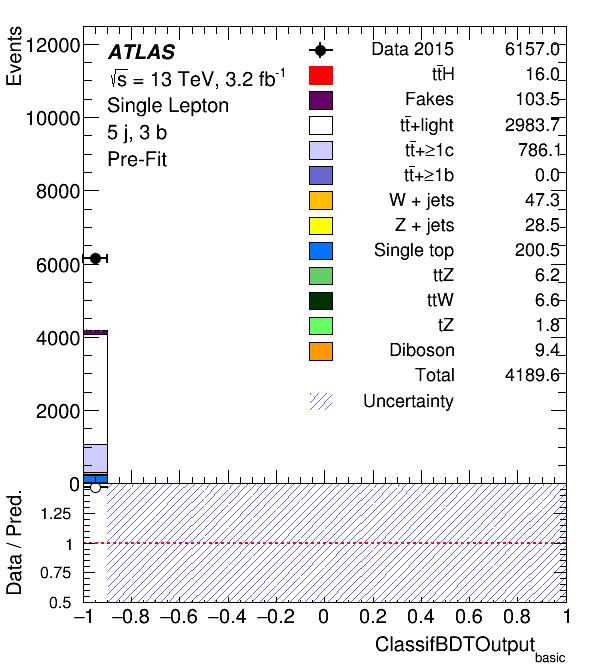 Events
12000
10000
8000
6000
4000
2000
0
ATLAS
√s = 13 TeV, 3.2 fb⁻¹
Single Lepton
5 j, 3 b
Pre-Fit
Data 2015 6157.0
tt̄H 16.0
Fakes 103.5
tt̄+light 2983.7
tt̄+≥1c 786.1
tt̄+≥1b 0.0
W + jets 47.3
Z + jets 28.5
Single top 200.5
ttZ 6.2
ttW 6.6
tZ 1.8
Diboson 9.4
Total 4189.6
Uncertainty
Data / Pred.
1.25
1
0.75
0.5
−1 −0.8 −0.6 −0.4 −0.2 0 0.2 0.4 0.6 0.8 1
ClassifBDTOutput_basic